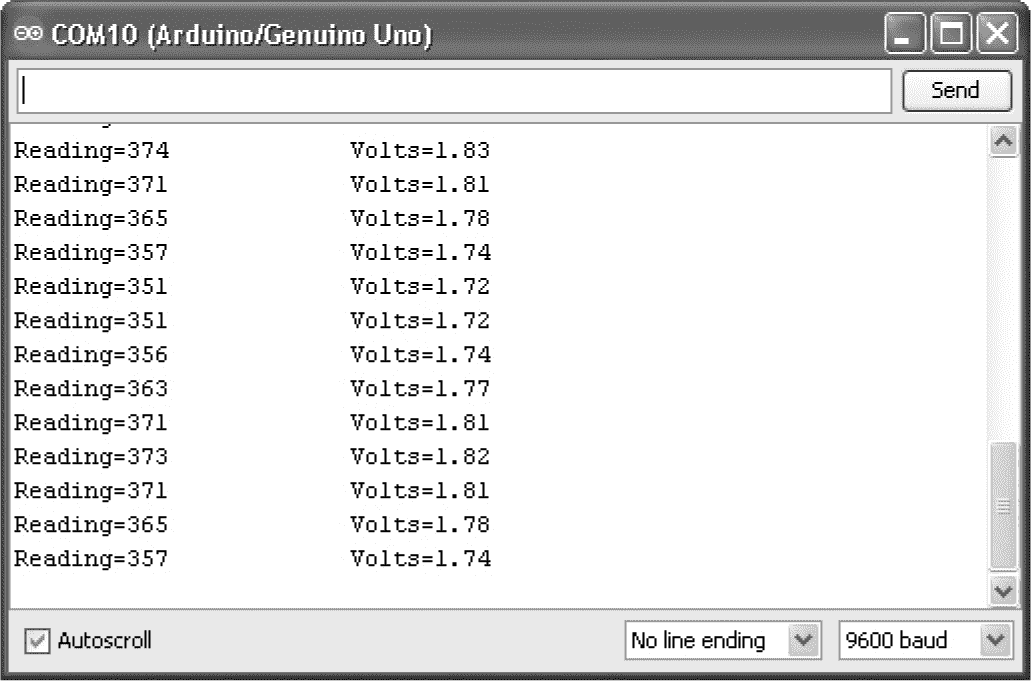 COM10 (Arduino/Genuino Uno)
Send
Reading=374 Volts=1.83
Reading=371 Volts=1.81
Reading=365 Volts=1.78
Reading=357 Volts=1.74
Reading=351 Volts=1.72
Reading=351 Volts=1.72
Reading=356 Volts=1.74
Reading=363 Volts=1.77
Reading=371 Volts=1.81
Reading=373 Volts=1.82
Reading=371 Volts=1.81
Reading=365 Volts=1.78
Reading=357 Volts=1.74
Autoscroll No line ending 9600 baud